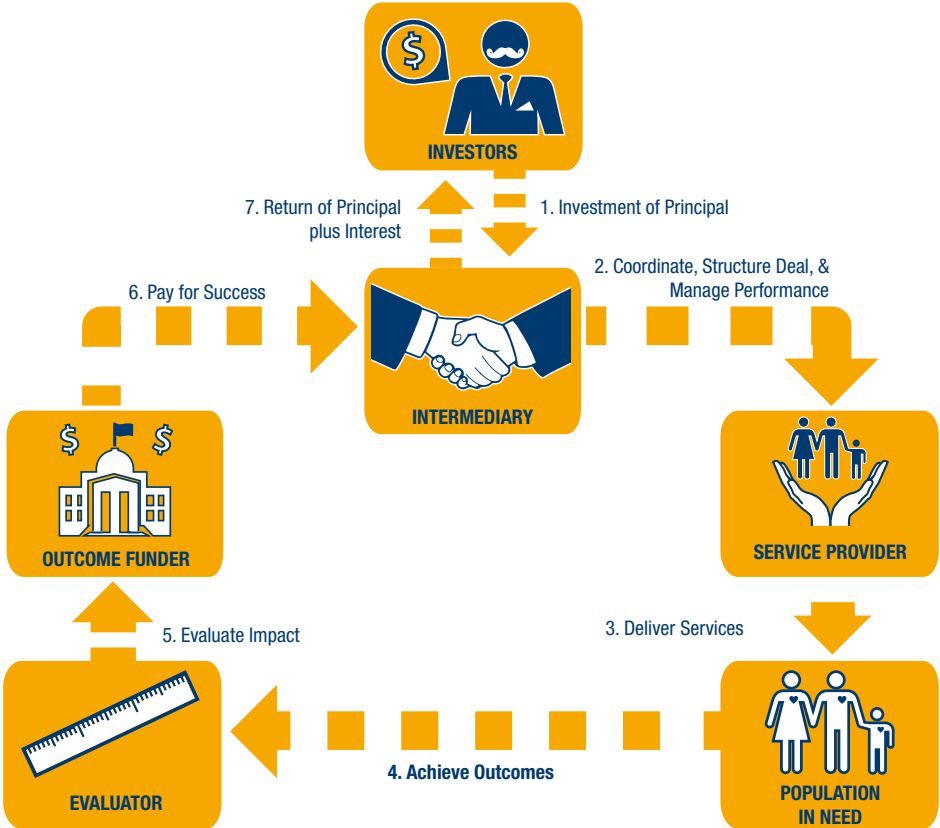 $
INVESTORS
7. Return of Principal
plus Interest
1. Investment of Principal
2. Coordinate, Structure Deal, &
Manage Performance
6. Pay for Success
INTERMEDIARY
$ $
OUTCOME FUNDER
SERVICE PROVIDER
5. Evaluate Impact
3. Deliver Services
4. Achieve Outcomes
EVALUATOR
POPULATION
IN NEED